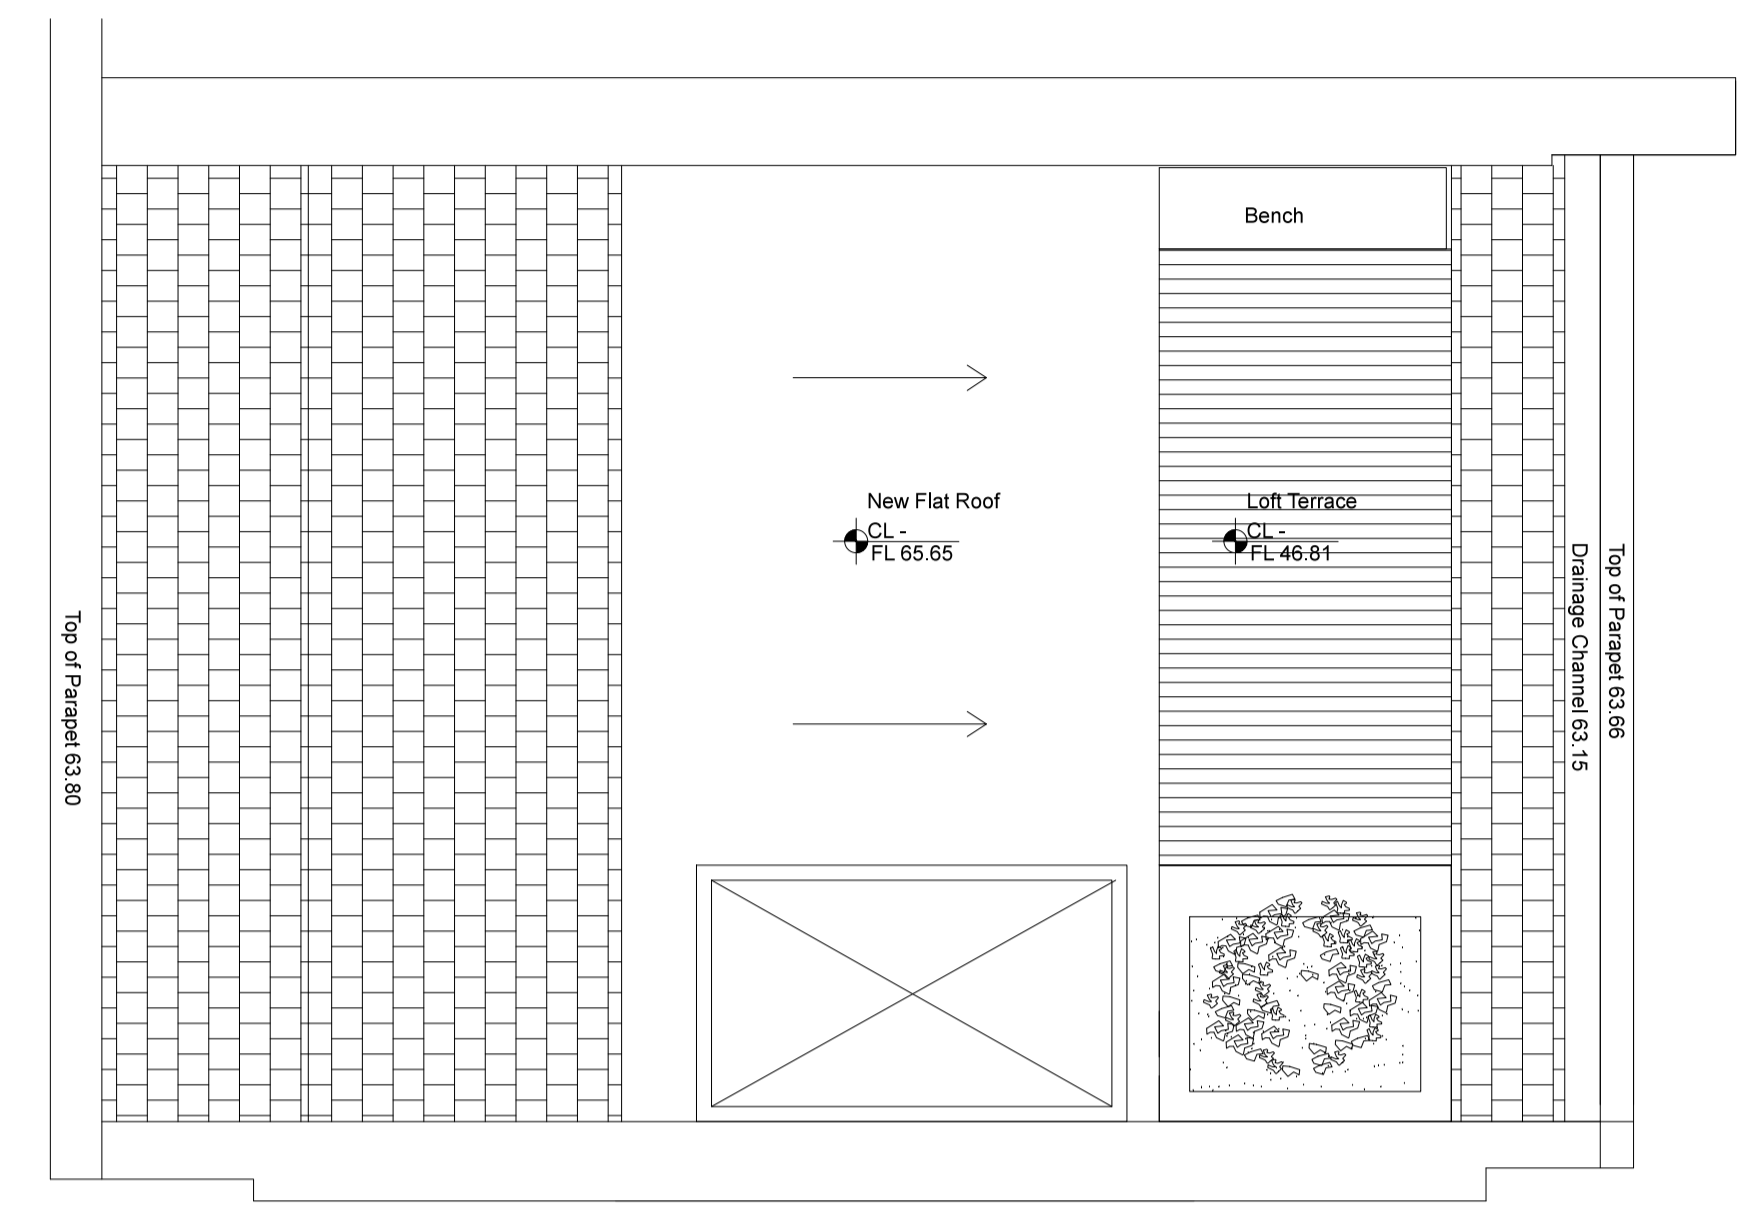 Bench
New Flat Roof
CL -
FL 65.65
Loft Terrace
CL -
FL 46.81
Top of Parapet 63.80
Drainage Channel 63.15
Top of Parapet 63.66